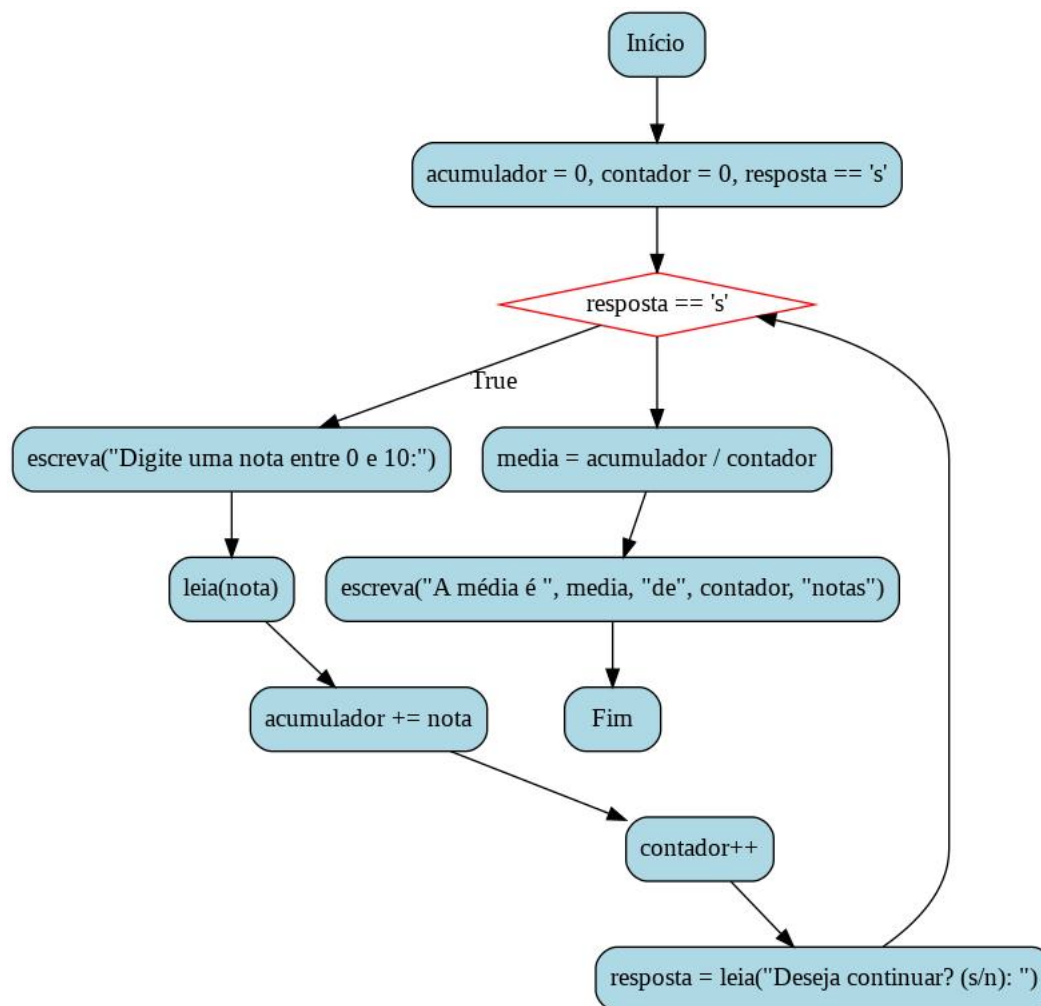 Início
acumulador = 0, contador = 0, resposta == 's'
resposta == 's'
True
escreva("Digite uma nota entre 0 e 10:")
media = acumulador / contador
leia(nota)
escreva("A média é ", media, "de", contador, "notas")
acumulador += nota
Fim
contador++
resposta = leia("Deseja continuar? (s/n): ")